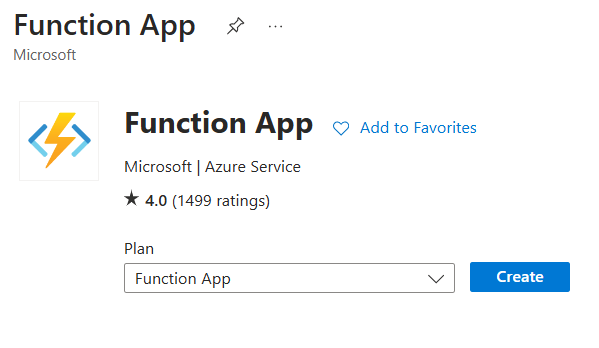 Function App ...
Microsoft
Function App Add to Favorites
Microsoft | Azure Service
★ 4.0 (1499 ratings)
Plan
Function App Create